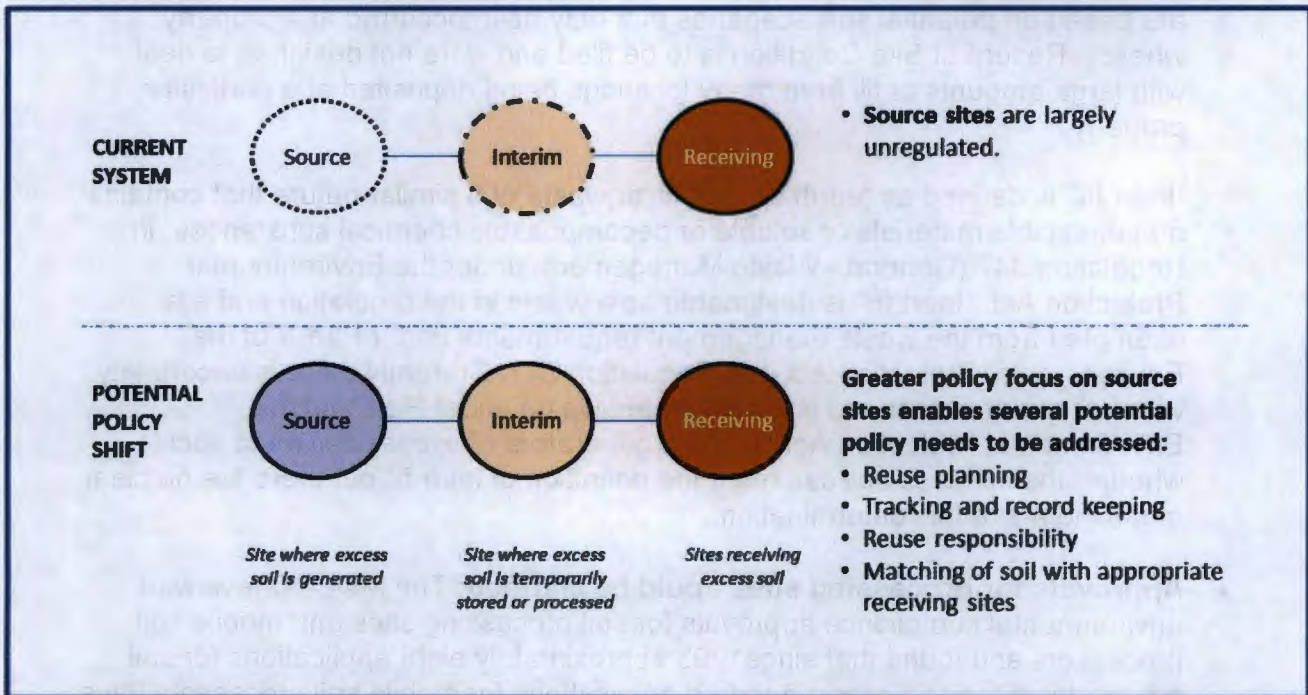 CURRENT
SYSTEM
Source
Interim
Receiving
• Source sites are largely
unregulated.
POTENTIAL
POLICY
SHIFT
Source
Interim
Receiving
Greater policy focus on source
sites enables several potential
policy needs to be addressed:
• Reuse planning
• Tracking and record keeping
• Reuse responsibility
• Matching of soil with appropriate
receiving sites
Site where excess
soil is generated
Site where excess
soil is temporarily
stored or processed
Sites receiving
excess soil